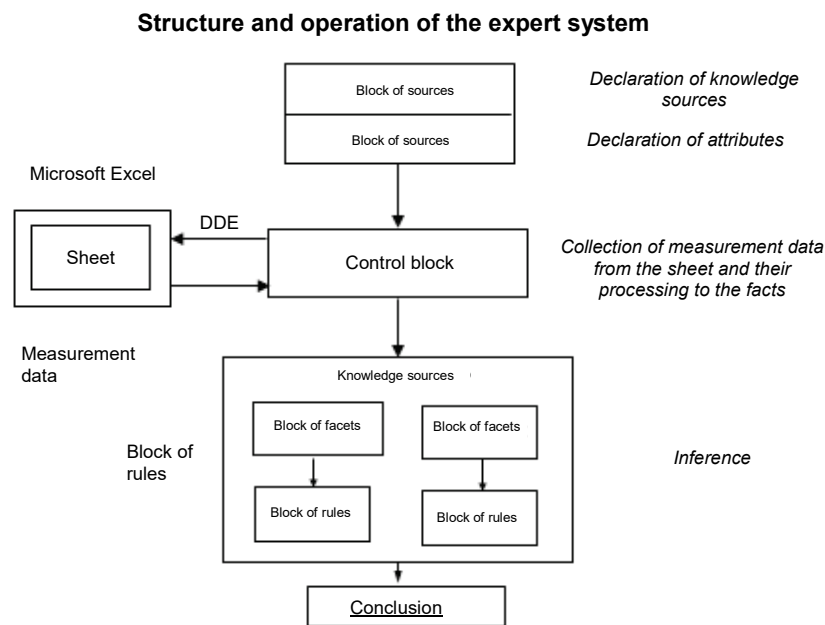 Structure and operation of the expert system
Block of sources
Declaration of knowledge
sources
Block of sources
Declaration of attributes
Microsoft Excel
DDE
Sheet
Control block
Collection of measurement data
from the sheet and their
processing to the facts
Measurement
data
Knowledge sources
Block of facets
Block of facets
Block of
rules
Inference
Block of rules
Block of rules
Conclusion